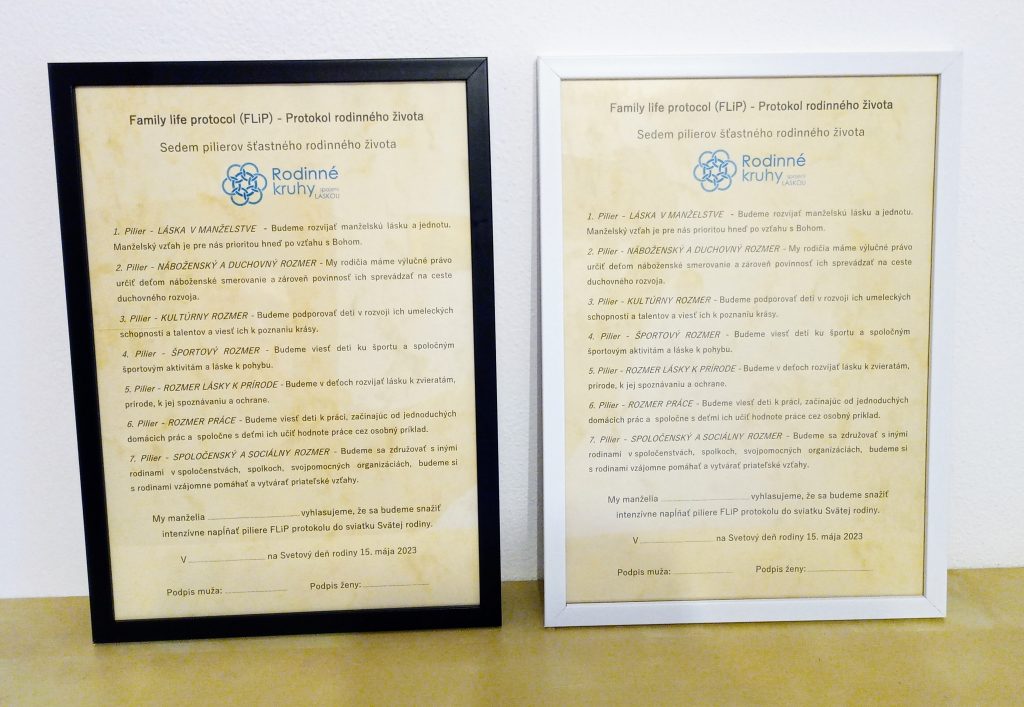 Family life protocol (FLiP) - Protokol rodinného života
Sedem pilierov šťastného rodinného života
Rodinné
kruhy spojení
LÁSKOU
1. Pilier - LÁSKA V MANŽELSTVE - Budeme rozvíjať manželskú lásku a jednotu.
Manželský vzťah je pre nás prioritou hneď po vzťahu s Bohom.
2. Pilier - NÁBOŽENSKÝ A DUCHOVNÝ ROZMER - My rodičia máme výlučné právo
určiť deťom náboženské smerovanie a zároveň povinnosť ich sprevádzať na ceste
duchovného rozvoja.
3. Pilier - KULTÚRNY ROZMER - Budeme podporovať deti v rozvoji ich umeleckých
schopností a talentov a viesť ich k poznaniu krásy.
4. Pilier - ŠPORTOVÝ ROZMER - Budeme viesť deti ku športu a spoločným
športovým aktivitám a láske k pohybu.
5. Pilier - ROZMER LÁSKY K PRÍRODE - Budeme v deťoch rozvíjať lásku k zvieratám,
prírode, k jej spoznávaniu a ochrane.
6. Pilier - ROZMER PRÁCE - Budeme viesť deti k práci, začínajúc od jednoduchých
domácich prác a spoločne s deťmi ich učiť hodnote práce cez osobný príklad.
7. Pilier - SPOLOČENSKÝ A SOCIÁLNY ROZMER - Budeme sa združovať s inými
rodinami v spoločenstvách, spolkoch, svojpomocných organizáciách, budeme si
s rodinami vzájomne pomáhať a vytvárať priateľské vzťahy.
My manželia ........................ vyhlasujeme, že sa budeme snažiť
intenzívne napĺňať piliere FLiP protokolu do sviatku Svätej rodiny.
V ........................ na Svetový deň rodiny 15. mája 2023
Podpis muža: .................... Podpis ženy: ....................
Family life protocol (FLiP) - Protokol rodinného života
Sedem pilierov šťastného rodinného života
Rodinné
kruhy spojení
LÁSKOU
1. Pilier - LÁSKA V MANŽELSTVE - Budeme rozvíjať manželskú lásku a jednotu.
Manželský vzťah je pre nás prioritou hneď po vzťahu s Bohom.
2. Pilier - NÁBOŽENSKÝ A DUCHOVNÝ ROZMER - My rodičia máme výlučné právo
určiť deťom náboženské smerovanie a zároveň povinnosť ich sprevádzať na ceste
duchovného rozvoja.
3. Pilier - KULTÚRNY ROZMER - Budeme podporovať deti v rozvoji ich umeleckých
schopností a talentov a viesť ich k poznaniu krásy.
4. Pilier - ŠPORTOVÝ ROZMER - Budeme viesť deti ku športu a spoločným
športovým aktivitám a láske k pohybu.
5. Pilier - ROZMER LÁSKY K PRÍRODE - Budeme v deťoch rozvíjať lásku k zvieratám,
prírode, k jej spoznávaniu a ochrane.
6. Pilier - ROZMER PRÁCE - Budeme viesť deti k práci, začínajúc od jednoduchých
domácich prác a spoločne s deťmi ich učiť hodnote práce cez osobný príklad.
7. Pilier - SPOLOČENSKÝ A SOCIÁLNY ROZMER - Budeme sa združovať s inými
rodinami v spoločenstvách, spolkoch, svojpomocných organizáciách, budeme si
s rodinami vzájomne pomáhať a vytvárať priateľské vzťahy.
My manželia ........................ vyhlasujeme, že sa budeme snažiť
intenzívne napĺňať piliere FLiP protokolu do sviatku Svätej rodiny.
V ........................ na Svetový deň rodiny 15. mája 2023
Podpis muža: .................... Podpis ženy: ....................